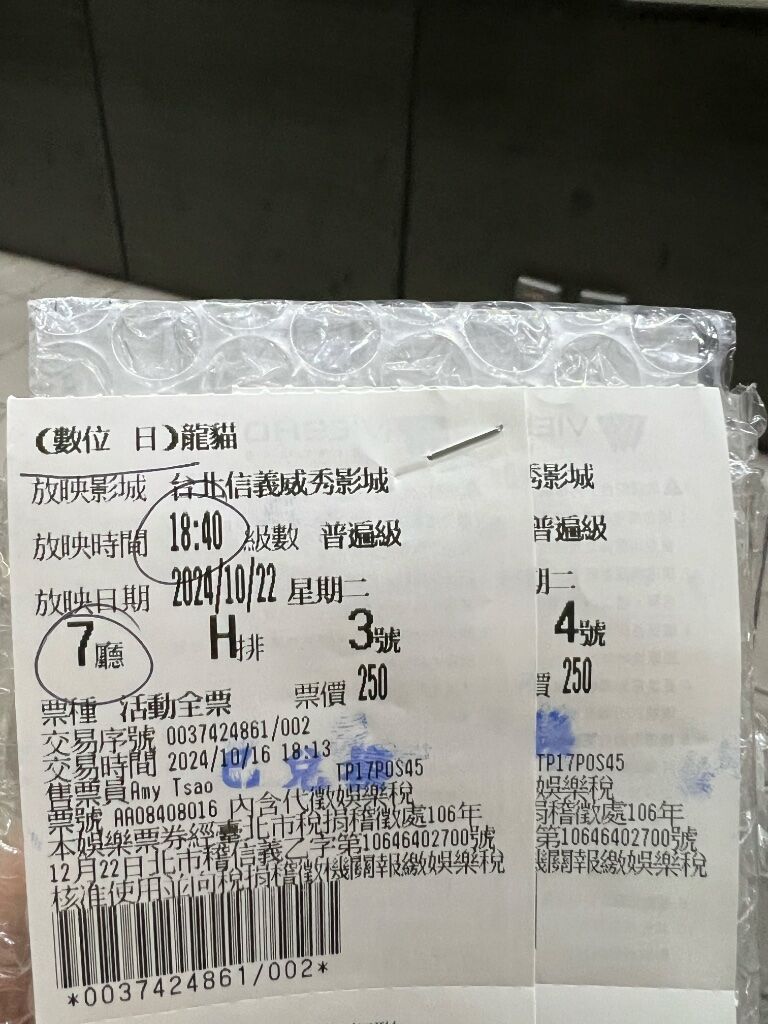 (數位 日)龍貓
放映影城 台北信義威秀影城
放映時間 18:40 級數 普遍級
放映日期 2024/10/22 星期二
7廳 H排 3號
票種 活動全票 票價 250
交易序號 0037424861/002
交易時間 2024/10/16 18:13
售票員Amy Tsao TP17POS45
票號 AA08408016 內含代徵娛樂稅
本娛樂票券經臺北市稅捐稽徵處106年
12月22日北市稽信義乙字第10646402700號
核准使用並向稅捐稽徵機關報繳娛樂稅
*0037424861/002*
秀影城
普遍級
期二
4號
250
TP17POS45
娛樂稅
稽徵處106年
第10646402700號
機關報繳娛樂稅